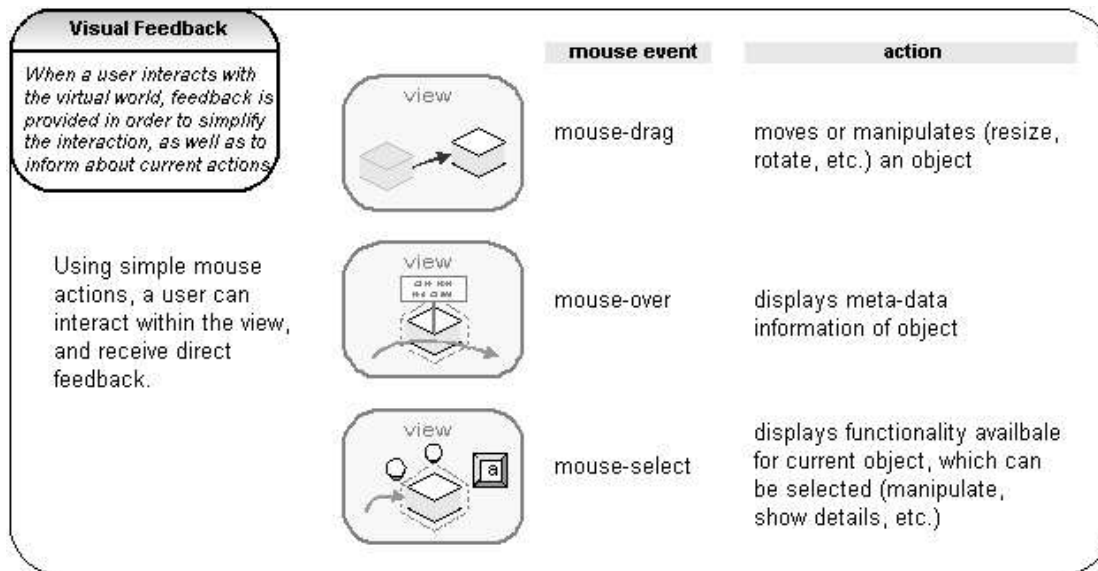 Visual Feedback
When a user interacts with
the virtual world, feedback is
provided in order to simplify
the interaction, as well as to
inform about current actions
Using simple mouse
actions, a user can
interact within the view,
and receive direct
feedback.
mouse event
action
view
mouse-drag
moves or manipulates (resize,
rotate, etc.) an object
view
mouse-over
displays meta-data
information of object
view
a
mouse-select
displays functionality availbale
for current object, which can
be selected (manipulate,
show details, etc.)